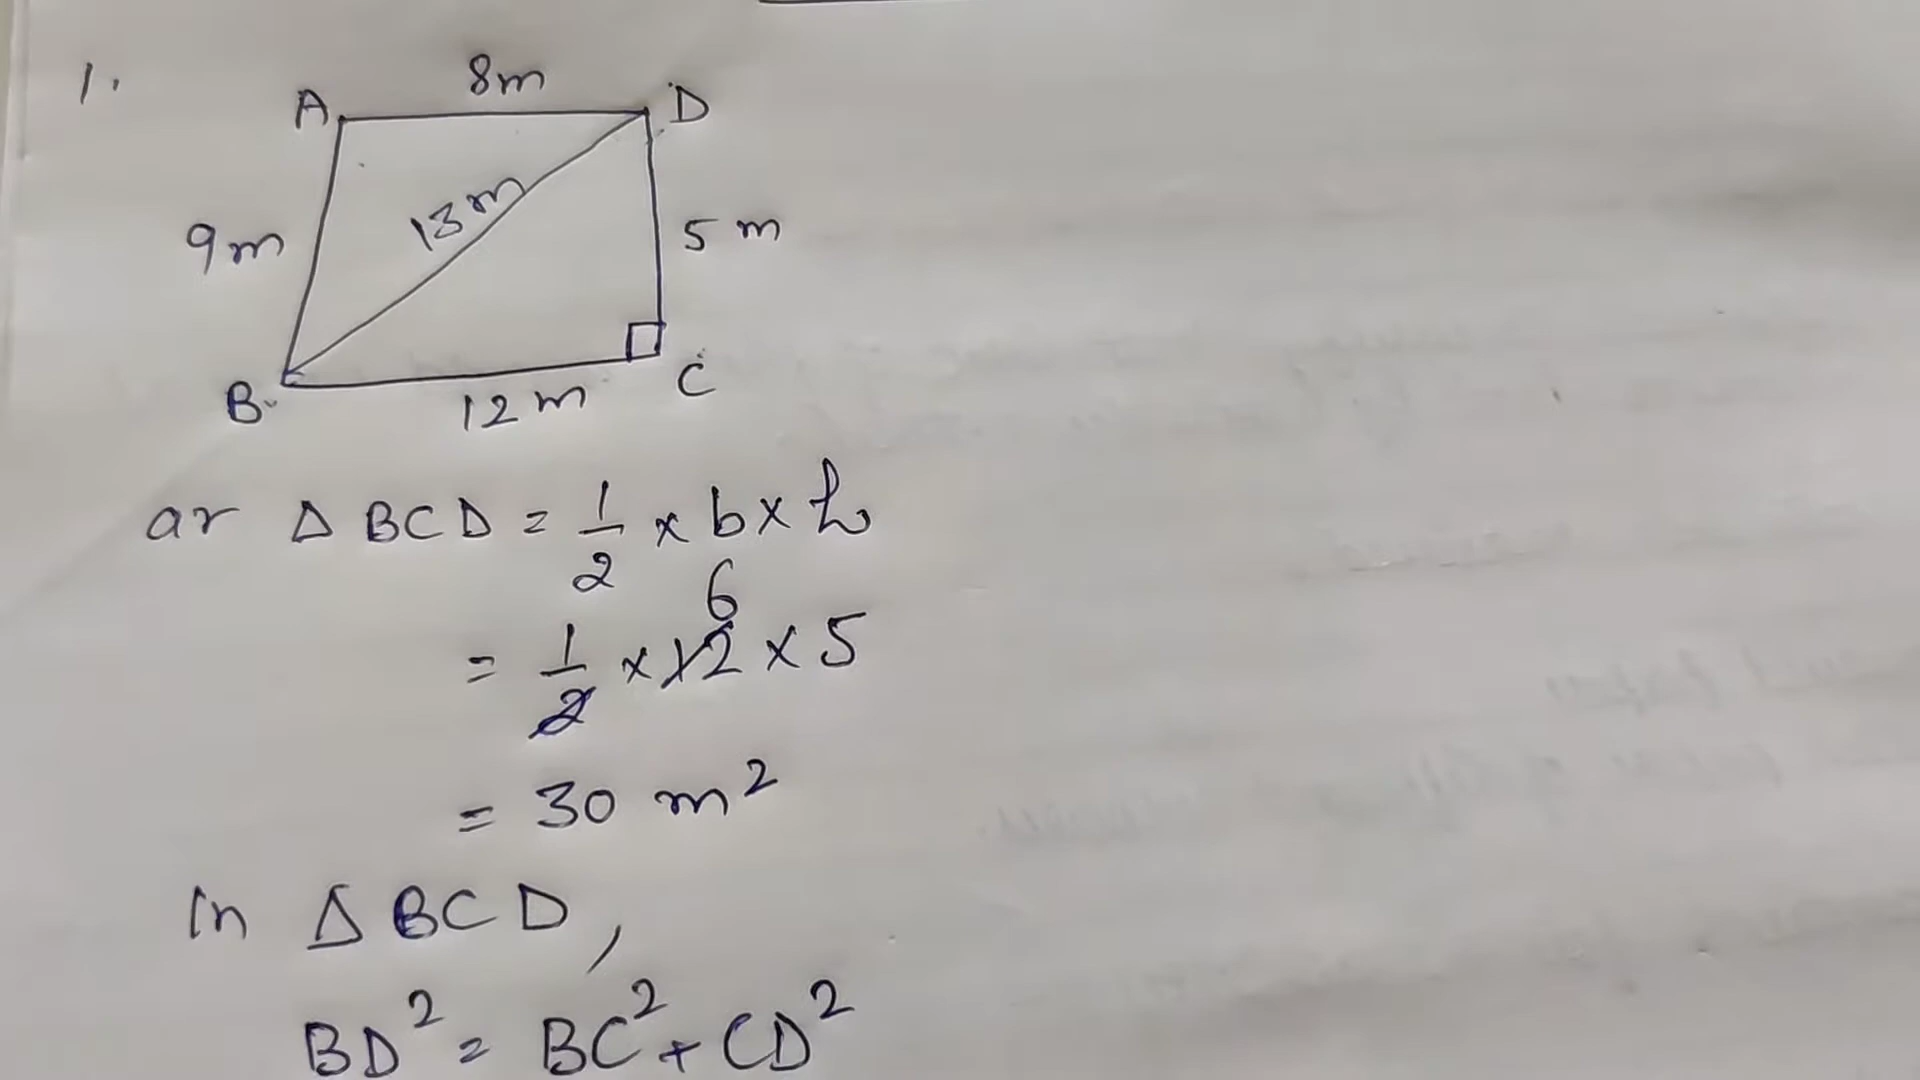 1.
8m
A D
13m
9m 5 m
B C
12 m
ar Δ BCD = 1/2 × b × h
6
= 1/2 × 12 × 5
= 30 m²
In Δ BCD,
BD² = BC² + CD²